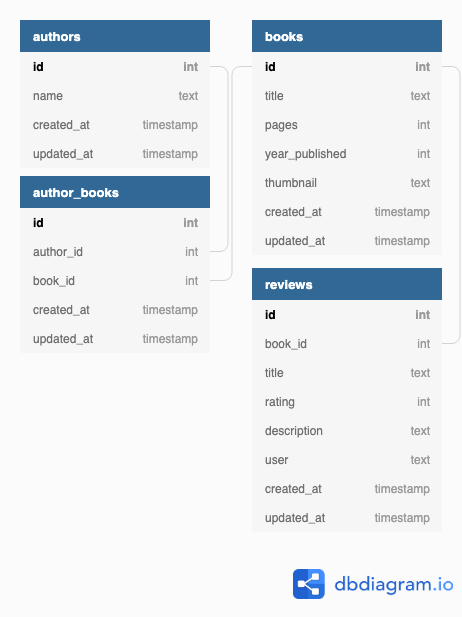 authors
id int
name text
created_at timestamp
updated_at timestamp
author_books
id int
author_id int
book_id int
created_at timestamp
updated_at timestamp
books
id int
title text
pages int
year_published int
thumbnail text
created_at timestamp
updated_at timestamp
reviews
id int
book_id int
title text
rating int
description text
user text
created_at timestamp
updated_at timestamp
dbdiagram.io